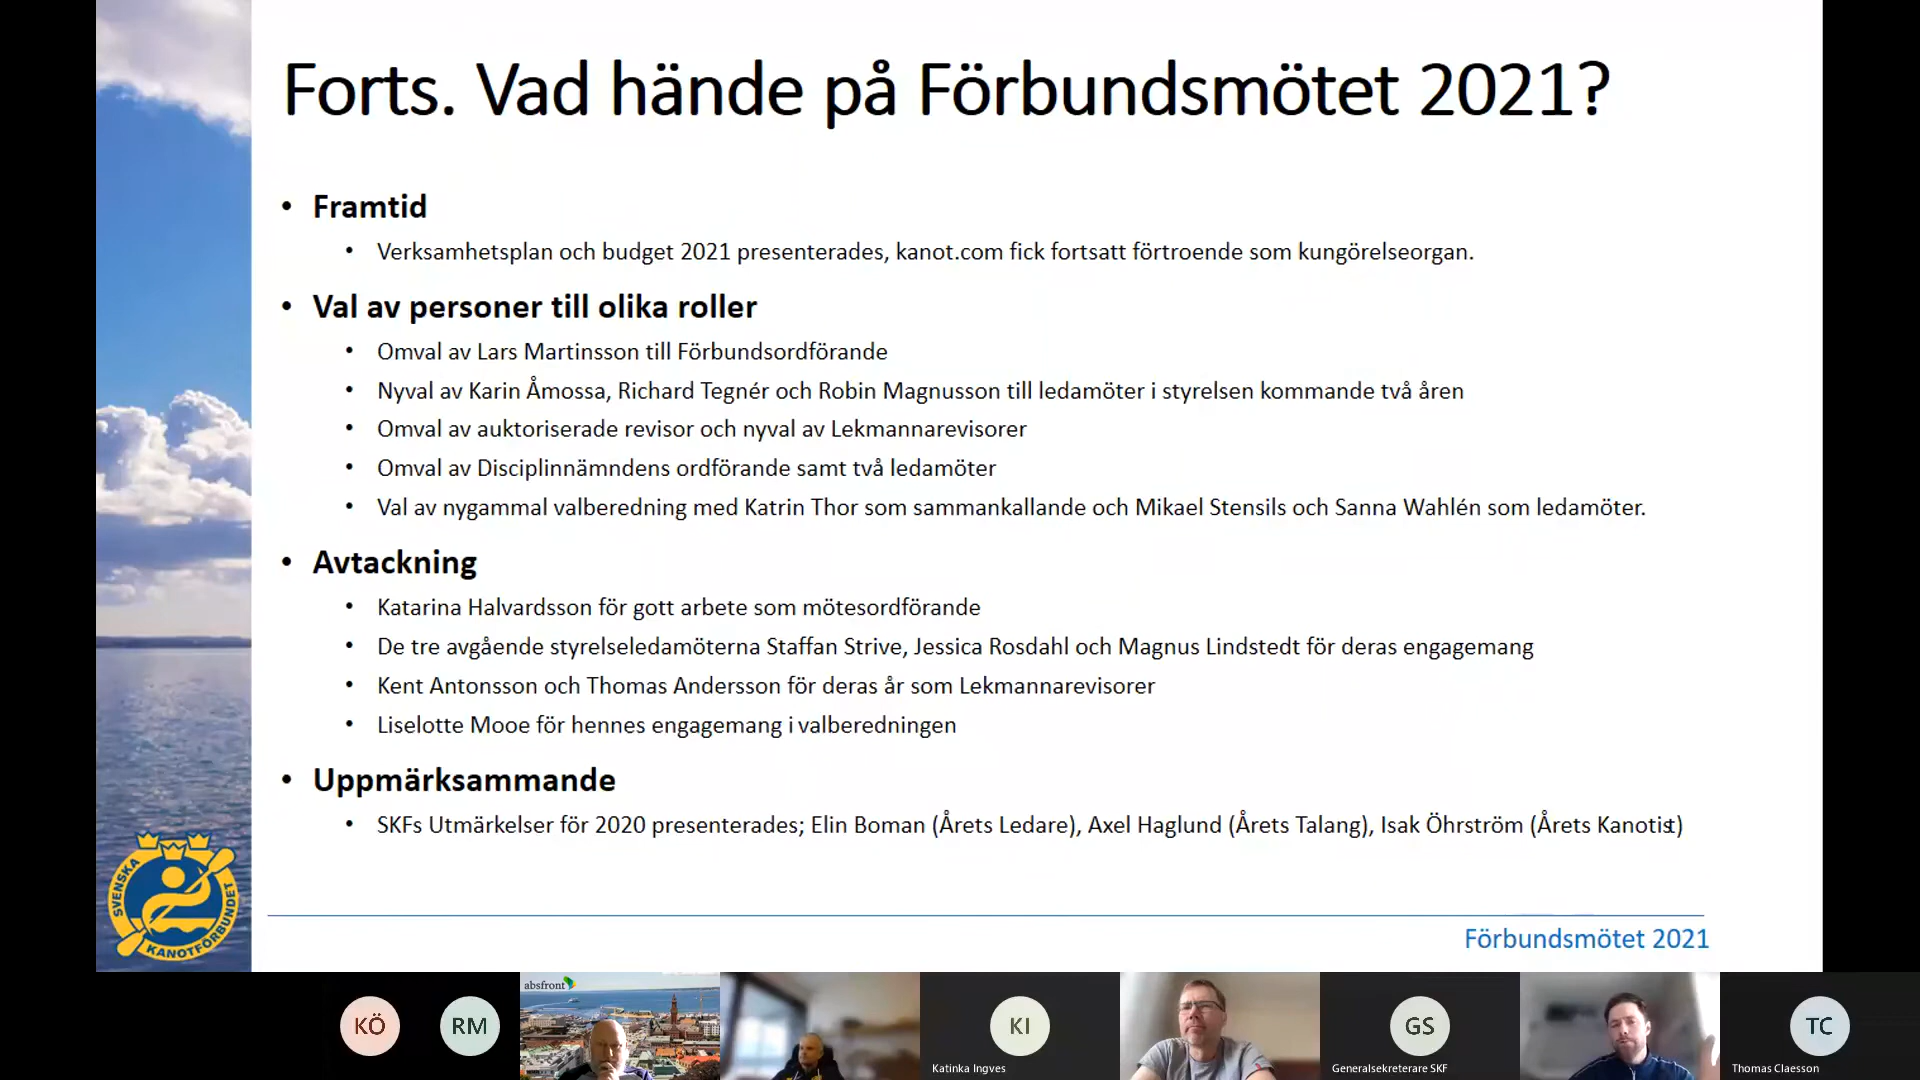 Forts. Vad hände på Förbundsmötet 2021?
• Framtid
• Verksamhetsplan och budget 2021 presenterades, kanot.com fick fortsatt förtroende som kungörelseorgan.
• Val av personer till olika roller
• Omval av Lars Martinsson till Förbundsordförande
• Nyval av Karin Åmossa, Richard Tegnér och Robin Magnusson till ledamöter i styrelsen kommande två åren
• Omval av auktoriserade revisor och nyval av Lekmannarevisorer
• Omval av Disciplinnämndens ordförande samt två ledamöter
• Val av nygammal valberedning med Katrin Thor som sammankallande och Mikael Stensils och Sanna Wahlén som ledamöter.
• Avtackning
• Katarina Halvardsson för gott arbete som mötesordförande
• De tre avgående styrelseledamöterna Staffan Strive, Jessica Rosdahl och Magnus Lindstedt för deras engagemang
• Kent Antonsson och Thomas Andersson för deras år som Lekmannarevisorer
• Liselotte Mooe för hennes engagemang i valberedningen
• Uppmärksammande
• SKFs Utmärkelser för 2020 presenterades; Elin Boman (Årets Ledare), Axel Haglund (Årets Talang), Isak Öhrström (Årets Kanotist)
SVENSKA
KANOTFÖRBUNDET
Förbundsmötet 2021
absfront
KÖ
RM
KI
GS
TC
Katinka Ingves
Generalsekreterare SKF
Thomas Claesson